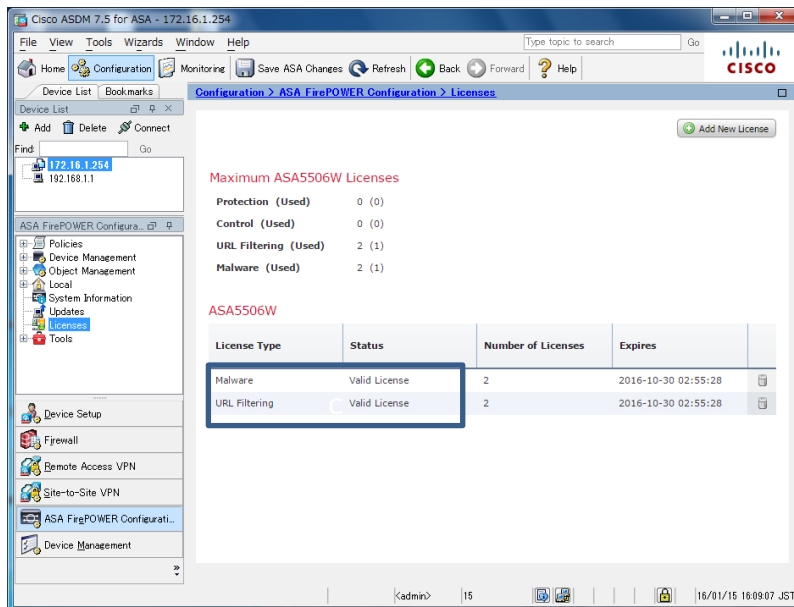 Cisco ASDM 7.5 for ASA - 172.16.1.254
File View Tools Wizards Window Help
Type topic to search Go
Home Configuration Monitoring Save ASA Changes Refresh Back Forward Help
CISCO
Device List Bookmarks
Configuration > ASA FirePOWER Configuration > Licenses
Device List
Add Delete Connect
Find: Go
172.16.1.254
192.168.1.1
Add New License
Maximum ASA5506W Licenses
Protection (Used) 0 (0)
Control (Used) 0 (0)
URL Filtering (Used) 2 (1)
Malware (Used) 2 (1)
ASA FirePOWER Configura...
Policies
Device Management
Object Management
Local
System Information
Updates
Licenses
Tools
ASA5506W
License Type Status Number of Licenses Expires
Malware Valid License 2 2016-10-30 02:55:28
URL Filtering C Valid License 2 2016-10-30 02:55:28
Device Setup
Firewall
Remote Access VPN
Site-to-Site VPN
ASA FirePOWER Configurati...
Device Management
»
<admin> 15 16/01/15 16:09:07 JST